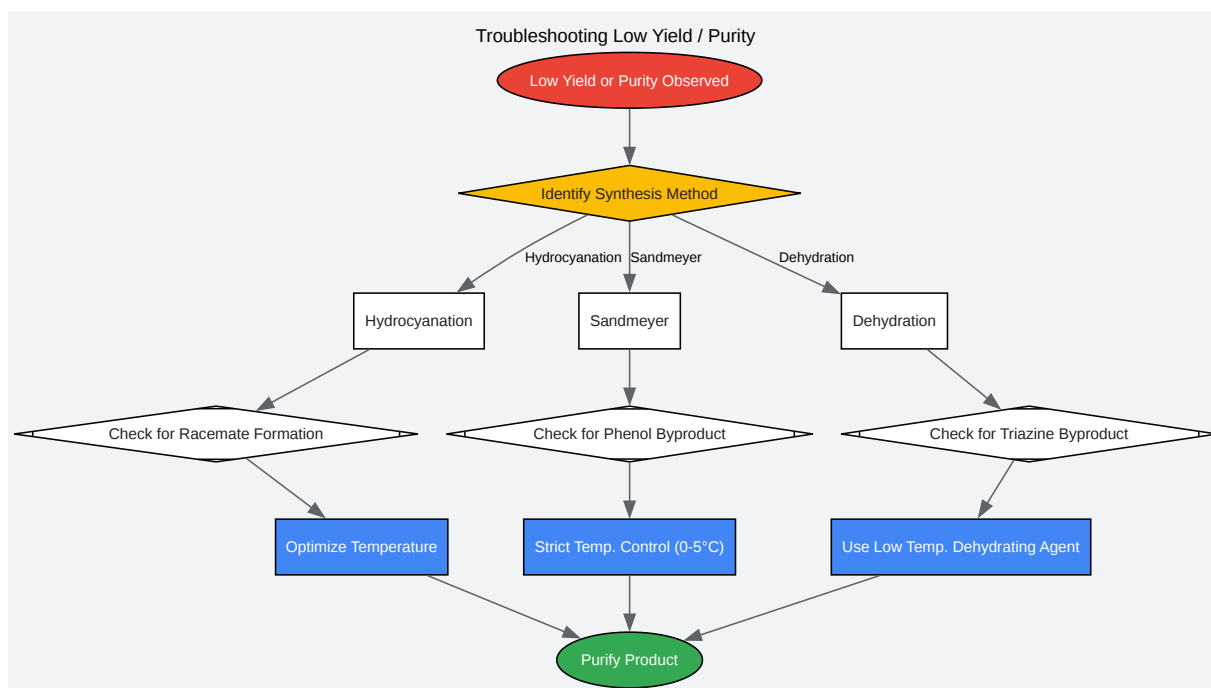 Troubleshooting Low Yield / Purity
Low Yield or Purity Observed
Identify Synthesis Method
Hydrocyanation
Sandmeyer
Dehydration
Hydrocyanation
Sandmeyer
Dehydration
Check for Racemate Formation
Check for Phenol Byproduct
Check for Triazine Byproduct
Optimize Temperature
Strict Temp. Control (0-5°C)
Use Low Temp. Dehydrating Agent
Purify Product